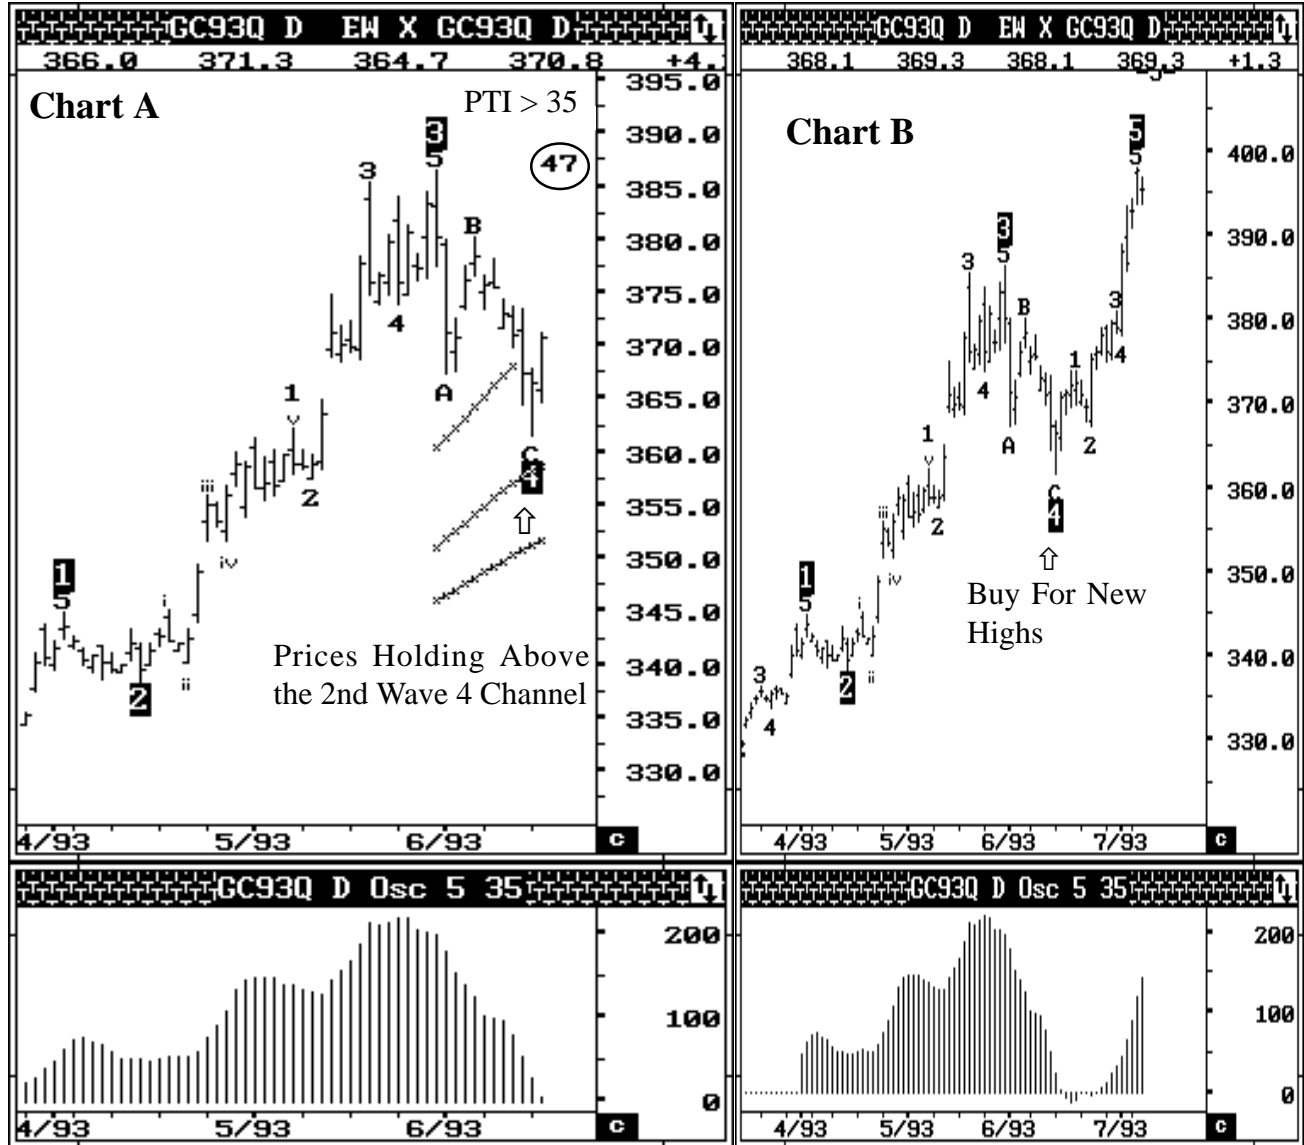 GC93Q D EW X GC93Q D
366.0 371.3 364.7 370.8 +4.
Chart A
PTI > 35
395.0
390.0
385.0
380.0
375.0
370.0
365.0
360.0
355.0
350.0
345.0
340.0
335.0
330.0
47
3
5
3
B
4
A
1
v
2
C
4
iii
iv
1
5
i
2
ii
Prices Holding Above
the 2nd Wave 4 Channel
4/93 5/93 6/93 C
GC93Q D Osc 5 35
200
100
0
4/93 5/93 6/93 C
GC93Q D EW X GC93Q D
368.1 369.3 368.1 369.3 +1.3
Chart B
400.0
390.0
380.0
370.0
360.0
350.0
340.0
330.0
5
5
3
5
3
B
4
A
3
4
1
2
1
v
2
C
4
iii
iv
1
5
i
2
ii
3
4
Buy For New
Highs
4/93 5/93 6/93 7/93 C
GC93Q D Osc 5 35
200
100
0
4/93 5/93 6/93 7/93 C